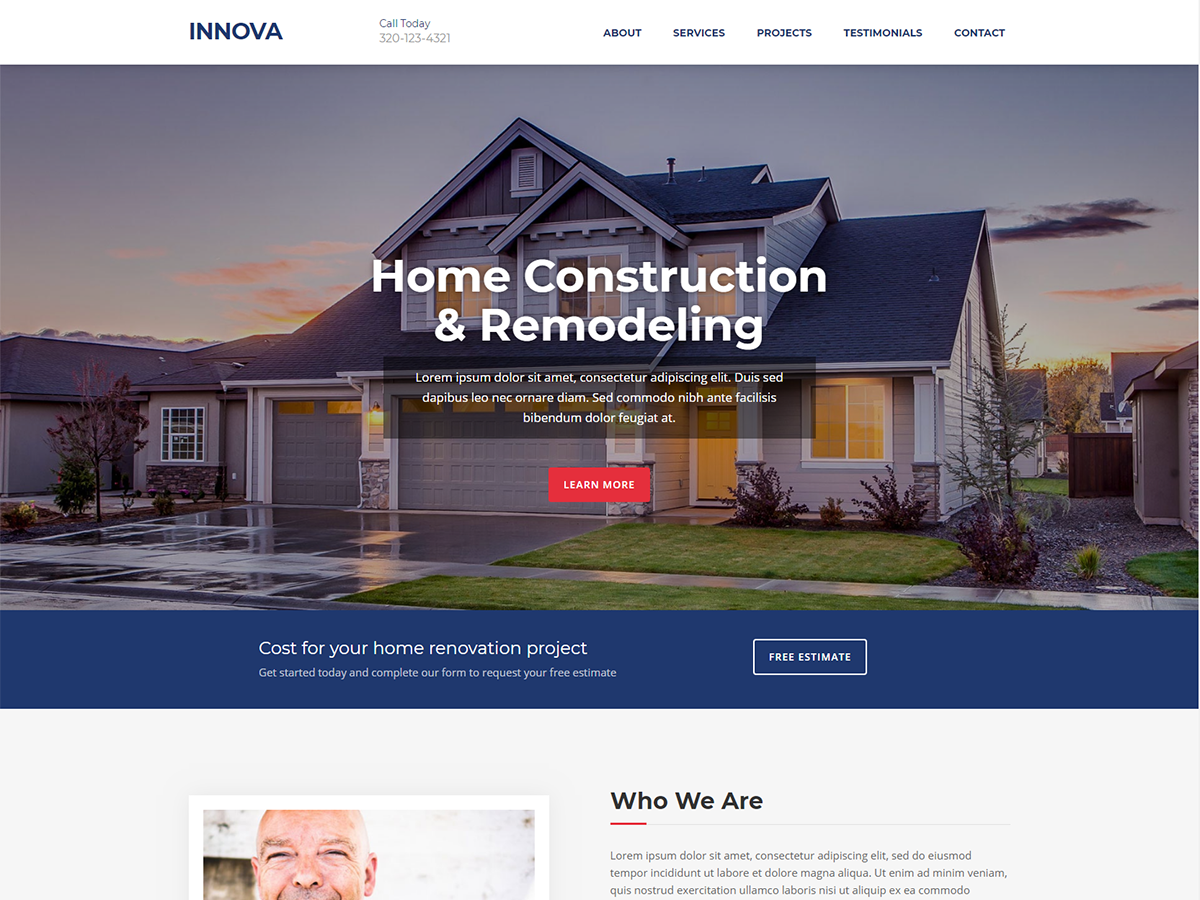 INNOVA
Call Today
320-123-4321
ABOUT
SERVICES
PROJECTS
TESTIMONIALS
CONTACT
Home Construction
& Remodeling
Lorem ipsum dolor sit amet, consectetur adipiscing elit. Duis sed
dapibus leo nec ornare diam. Sed commodo nibh ante facilisis
bibendum dolor feugiat at.
LEARN MORE
Cost for your home renovation project
Get started today and complete our form to request your free estimate
FREE ESTIMATE
Who We Are
Lorem ipsum dolor sit amet, consectetur adipiscing elit, sed do eiusmod
tempor incididunt ut labore et dolore magna aliqua. Ut enim ad minim veniam,
quis nostrud exercitation ullamco laboris nisi ut aliquip ex ea commodo